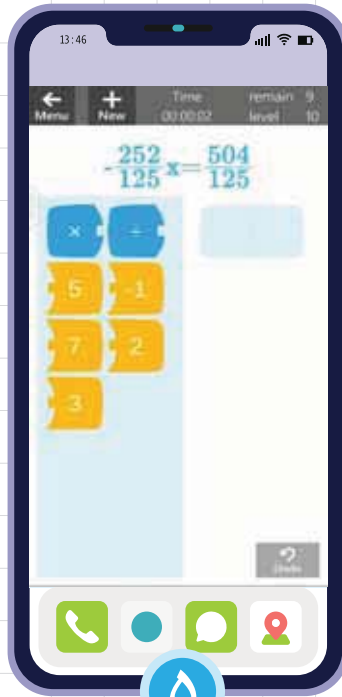 13:46
Menu New Time 00:00:02 remain 9 level 10
-252/125 x = 504/125
× ÷
5 -1
7 2
3
Undo